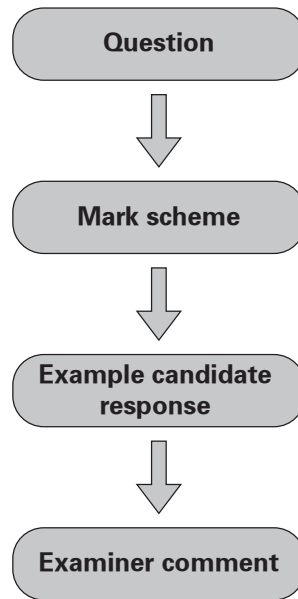 Question
Mark scheme
Example candidate
response
Examiner comment